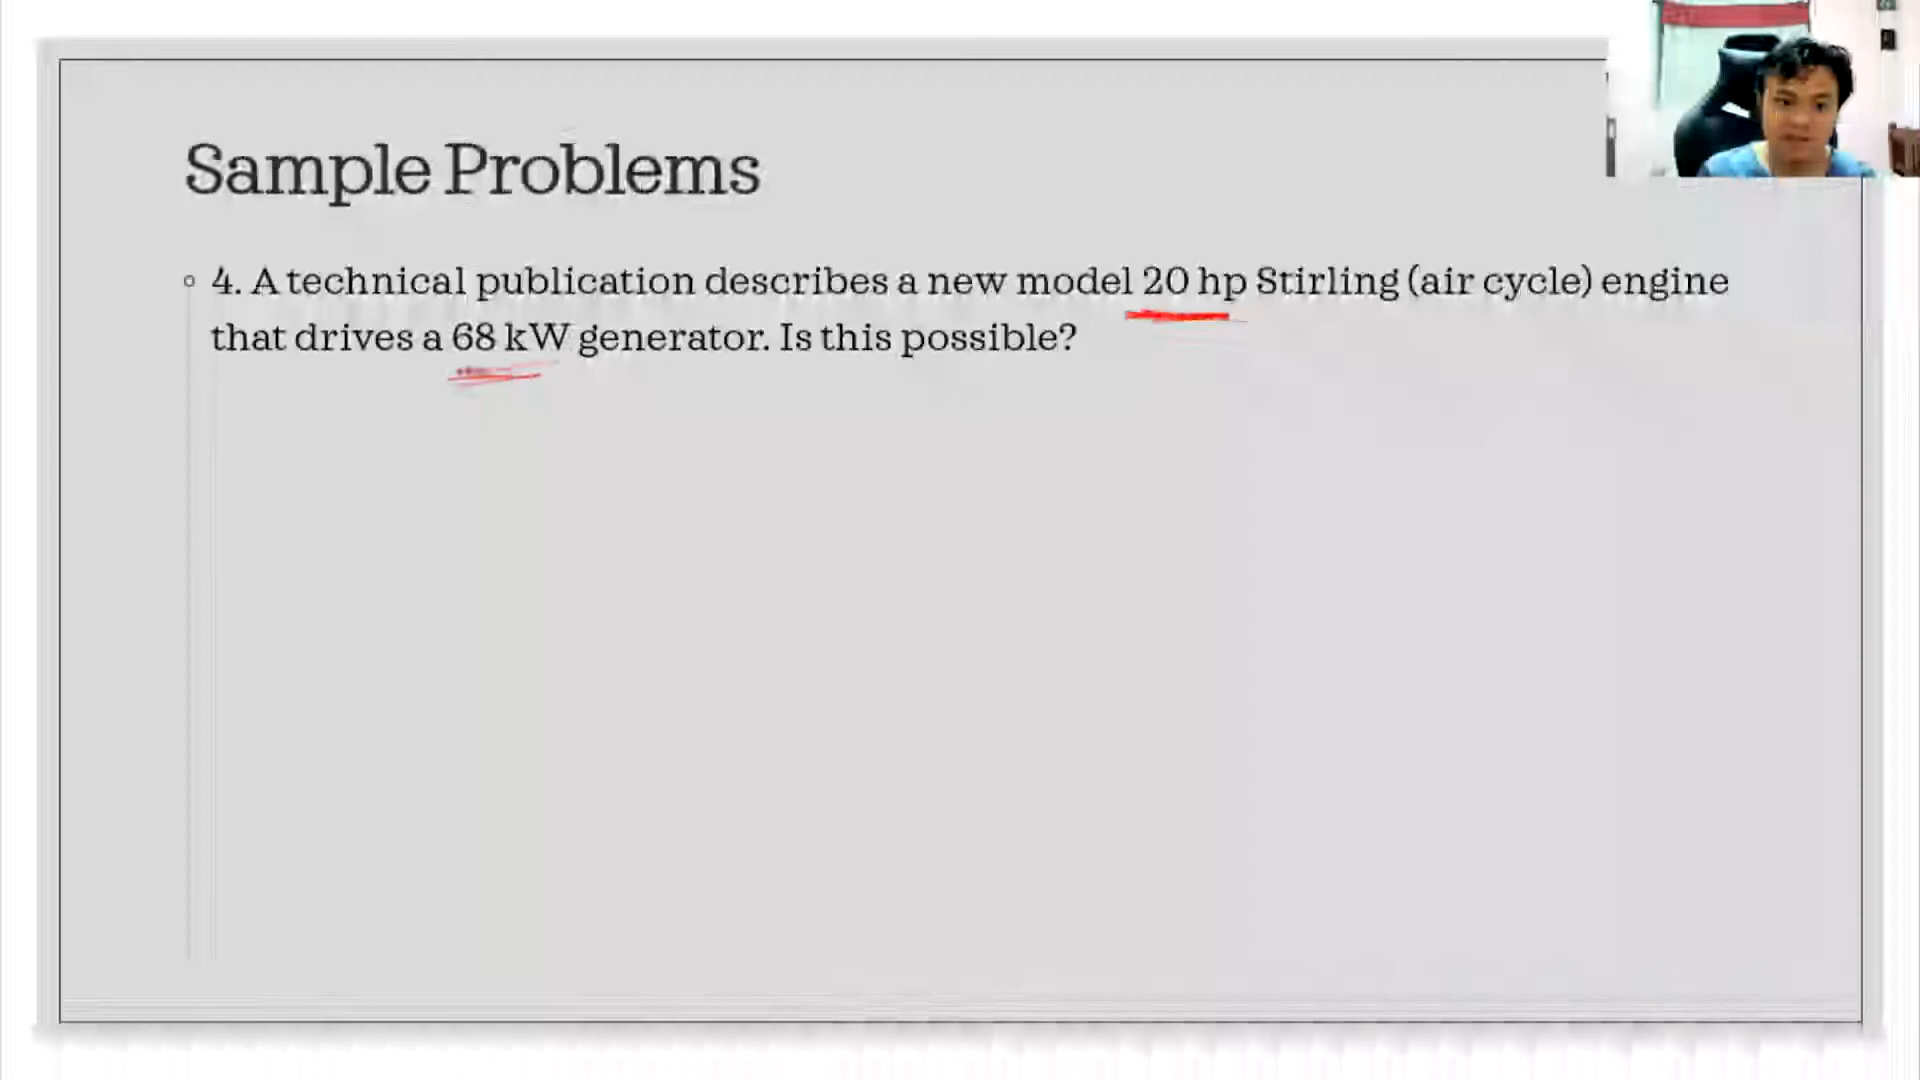 Sample Problems
4. A technical publication describes a new model 20 hp Stirling (air cycle) engine
that drives a 68 kW generator. Is this possible?